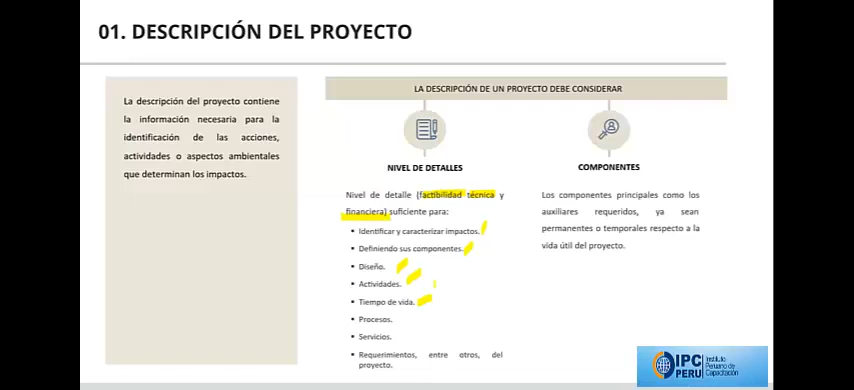 01. DESCRIPCIÓN DEL PROYECTO
La descripción del proyecto contiene
la información necesaria para la
identificación de las acciones,
actividades o aspectos ambientales
que determinan los impactos.
LA DESCRIPCIÓN DE UN PROYECTO DEBE CONSIDERAR
NIVEL DE DETALLES
Nivel de detalle (factibilidad técnica y
financiera) suficiente para:
▪ Identificar y caracterizar impactos.
▪ Definiendo sus componentes.
▪ Diseño.
▪ Actividades.
▪ Tiempo de vida.
▪ Procesos.
▪ Servicios.
▪ Requerimientos, entre otros, del
proyecto.
COMPONENTES
Los componentes principales como los
auxiliares requeridos, ya sean
permanentes o temporales respecto a la
vida útil del proyecto.
IPC
PERU
Instituto
Peruano de
Capacitación